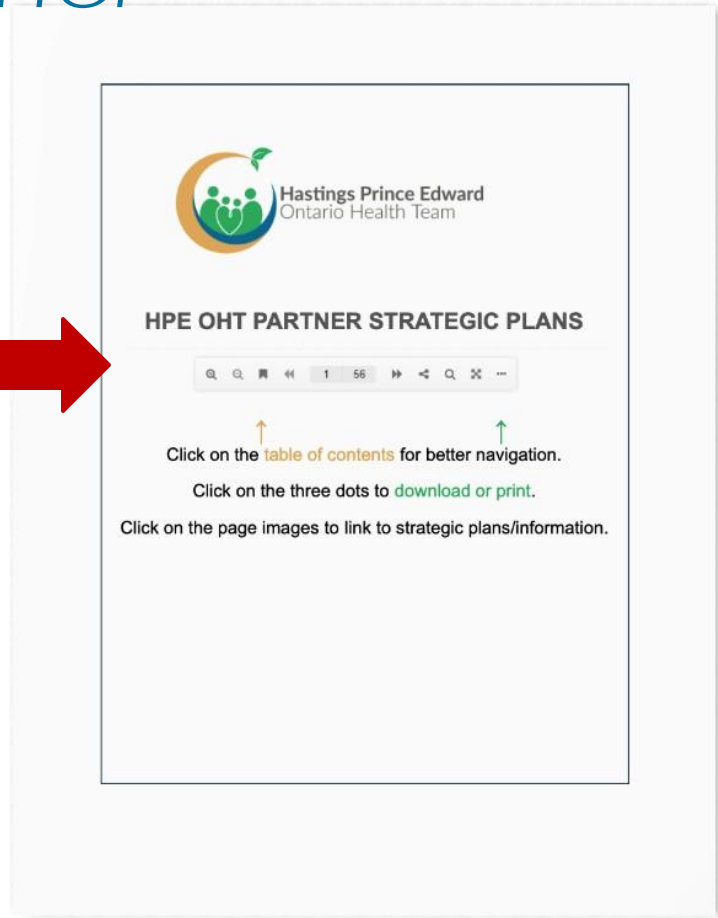 Hastings Prince Edward
Ontario Health Team
HPE OHT PARTNER STRATEGIC PLANS
1 56
Click on the table of contents for better navigation.
Click on the three dots to download or print.
Click on the page images to link to strategic plans/information.